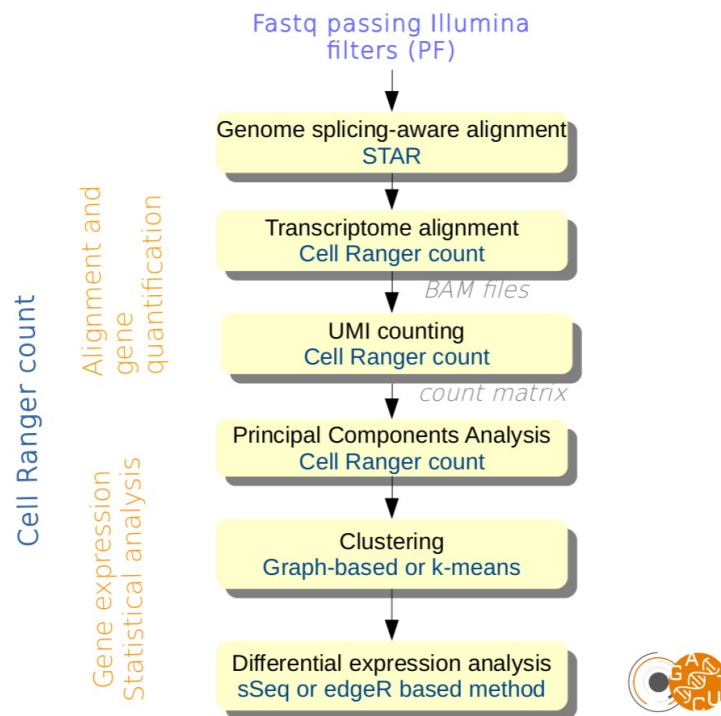 Fastq passing Illumina
filters (PF)
Genome splicing-aware alignment
STAR
Transcriptome alignment
Cell Ranger count
BAM files
UMI counting
Cell Ranger count
count matrix
Principal Components Analysis
Cell Ranger count
Clustering
Graph-based or k-means
Differential expression analysis
sSeq or edgeR based method
Cell Ranger count
Alignment and
gene
quantification
Gene expression
Statistical analysis
G A
C U